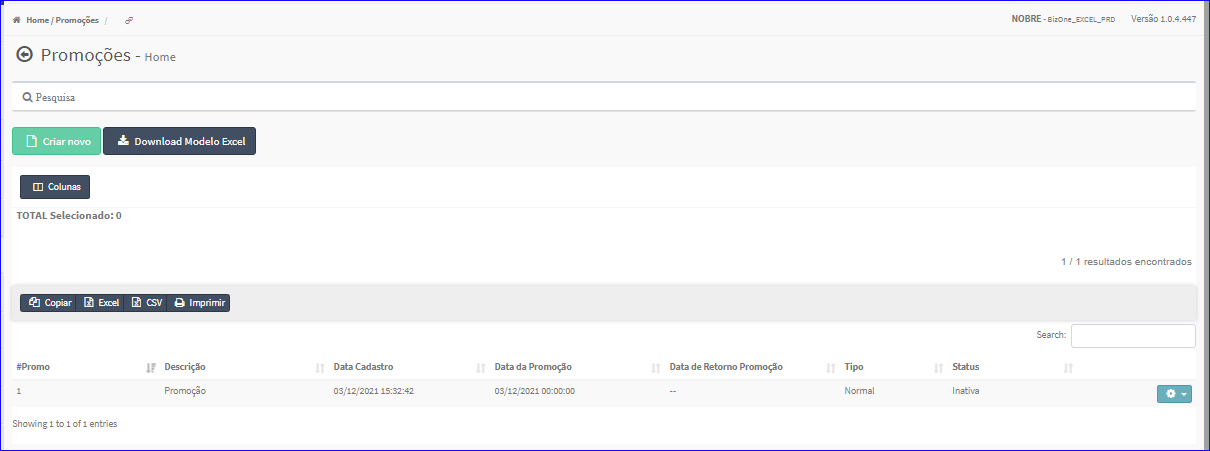 Home / Promoções /
NOBRE - BizOne_EXCEL_PRD Versão 1.0.4.447
Promoções - Home
Pesquisa
Criar novo Download Modelo Excel
Colunas
TOTAL Selecionado: 0
1 / 1 resultados encontrados
Copiar Excel CSV Imprimir
Search:
#Promo Descrição Data Cadastro Data da Promoção Data de Retorno Promoção Tipo Status
1 Promoção 03/12/2021 15:32:42 03/12/2021 00:00:00 -- Normal Inativa
Showing 1 to 1 of 1 entries